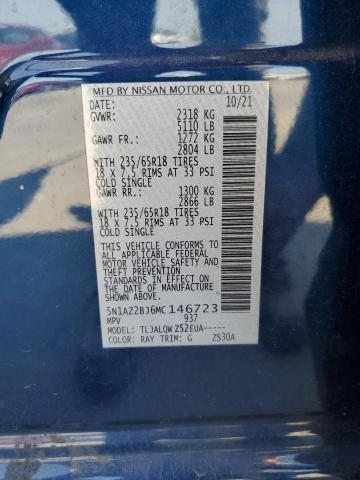 MFD BY NISSAN MOTOR CO., LTD.
DATE: 10/21
GVWR: 2318 KG
5110 LB
GAWR FR.: 1272 KG
2804 LB
WITH 235/65R18 TIRES
18 X 7.5 RIMS AT 33 PSI
COLD SINGLE
GAWR RR.: 1300 KG
2866 LB
WITH 235/65R18 TIRES
18 X 7.5 RIMS AT 33 PSI
COLD SINGLE
THIS VEHICLE CONFORMS TO
ALL APPLICABLE FEDERAL
MOTOR VEHICLE SAFETY AND
THEFT PREVENTION
STANDARDS IN EFFECT ON
THE DATE OF MANUFACTURE
SHOWN ABOVE.
5N1AZ2BJ6MC146723
MPV 937
TYPE: TLJALQWZS2EUA-----
COLOR: RAY TRIM: G ZS30A